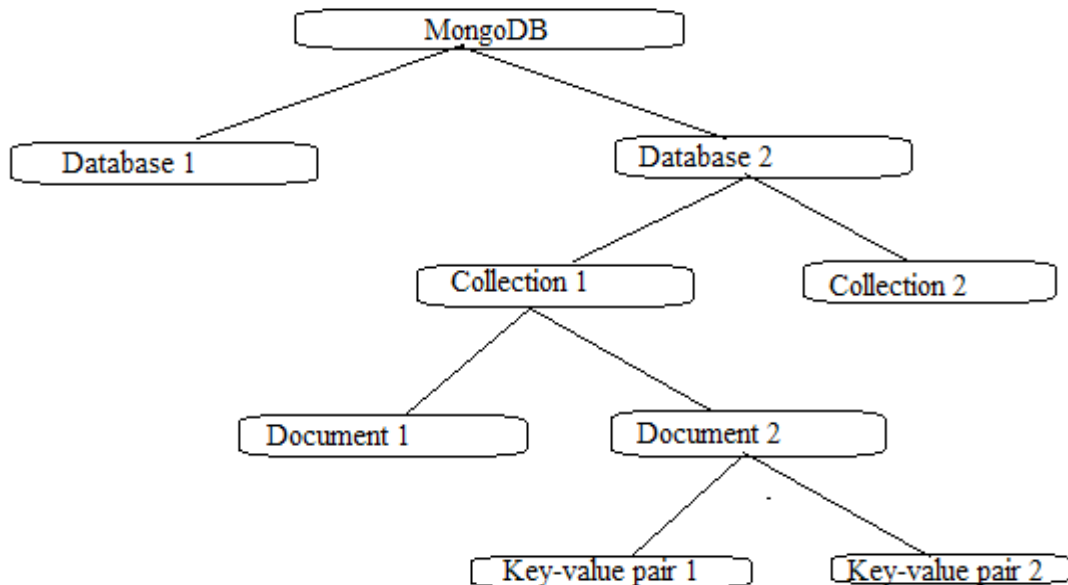 MongoDB
Database 1
Database 2
Collection 1
Collection 2
Document 1
Document 2
Key-value pair 1
Key-value pair 2